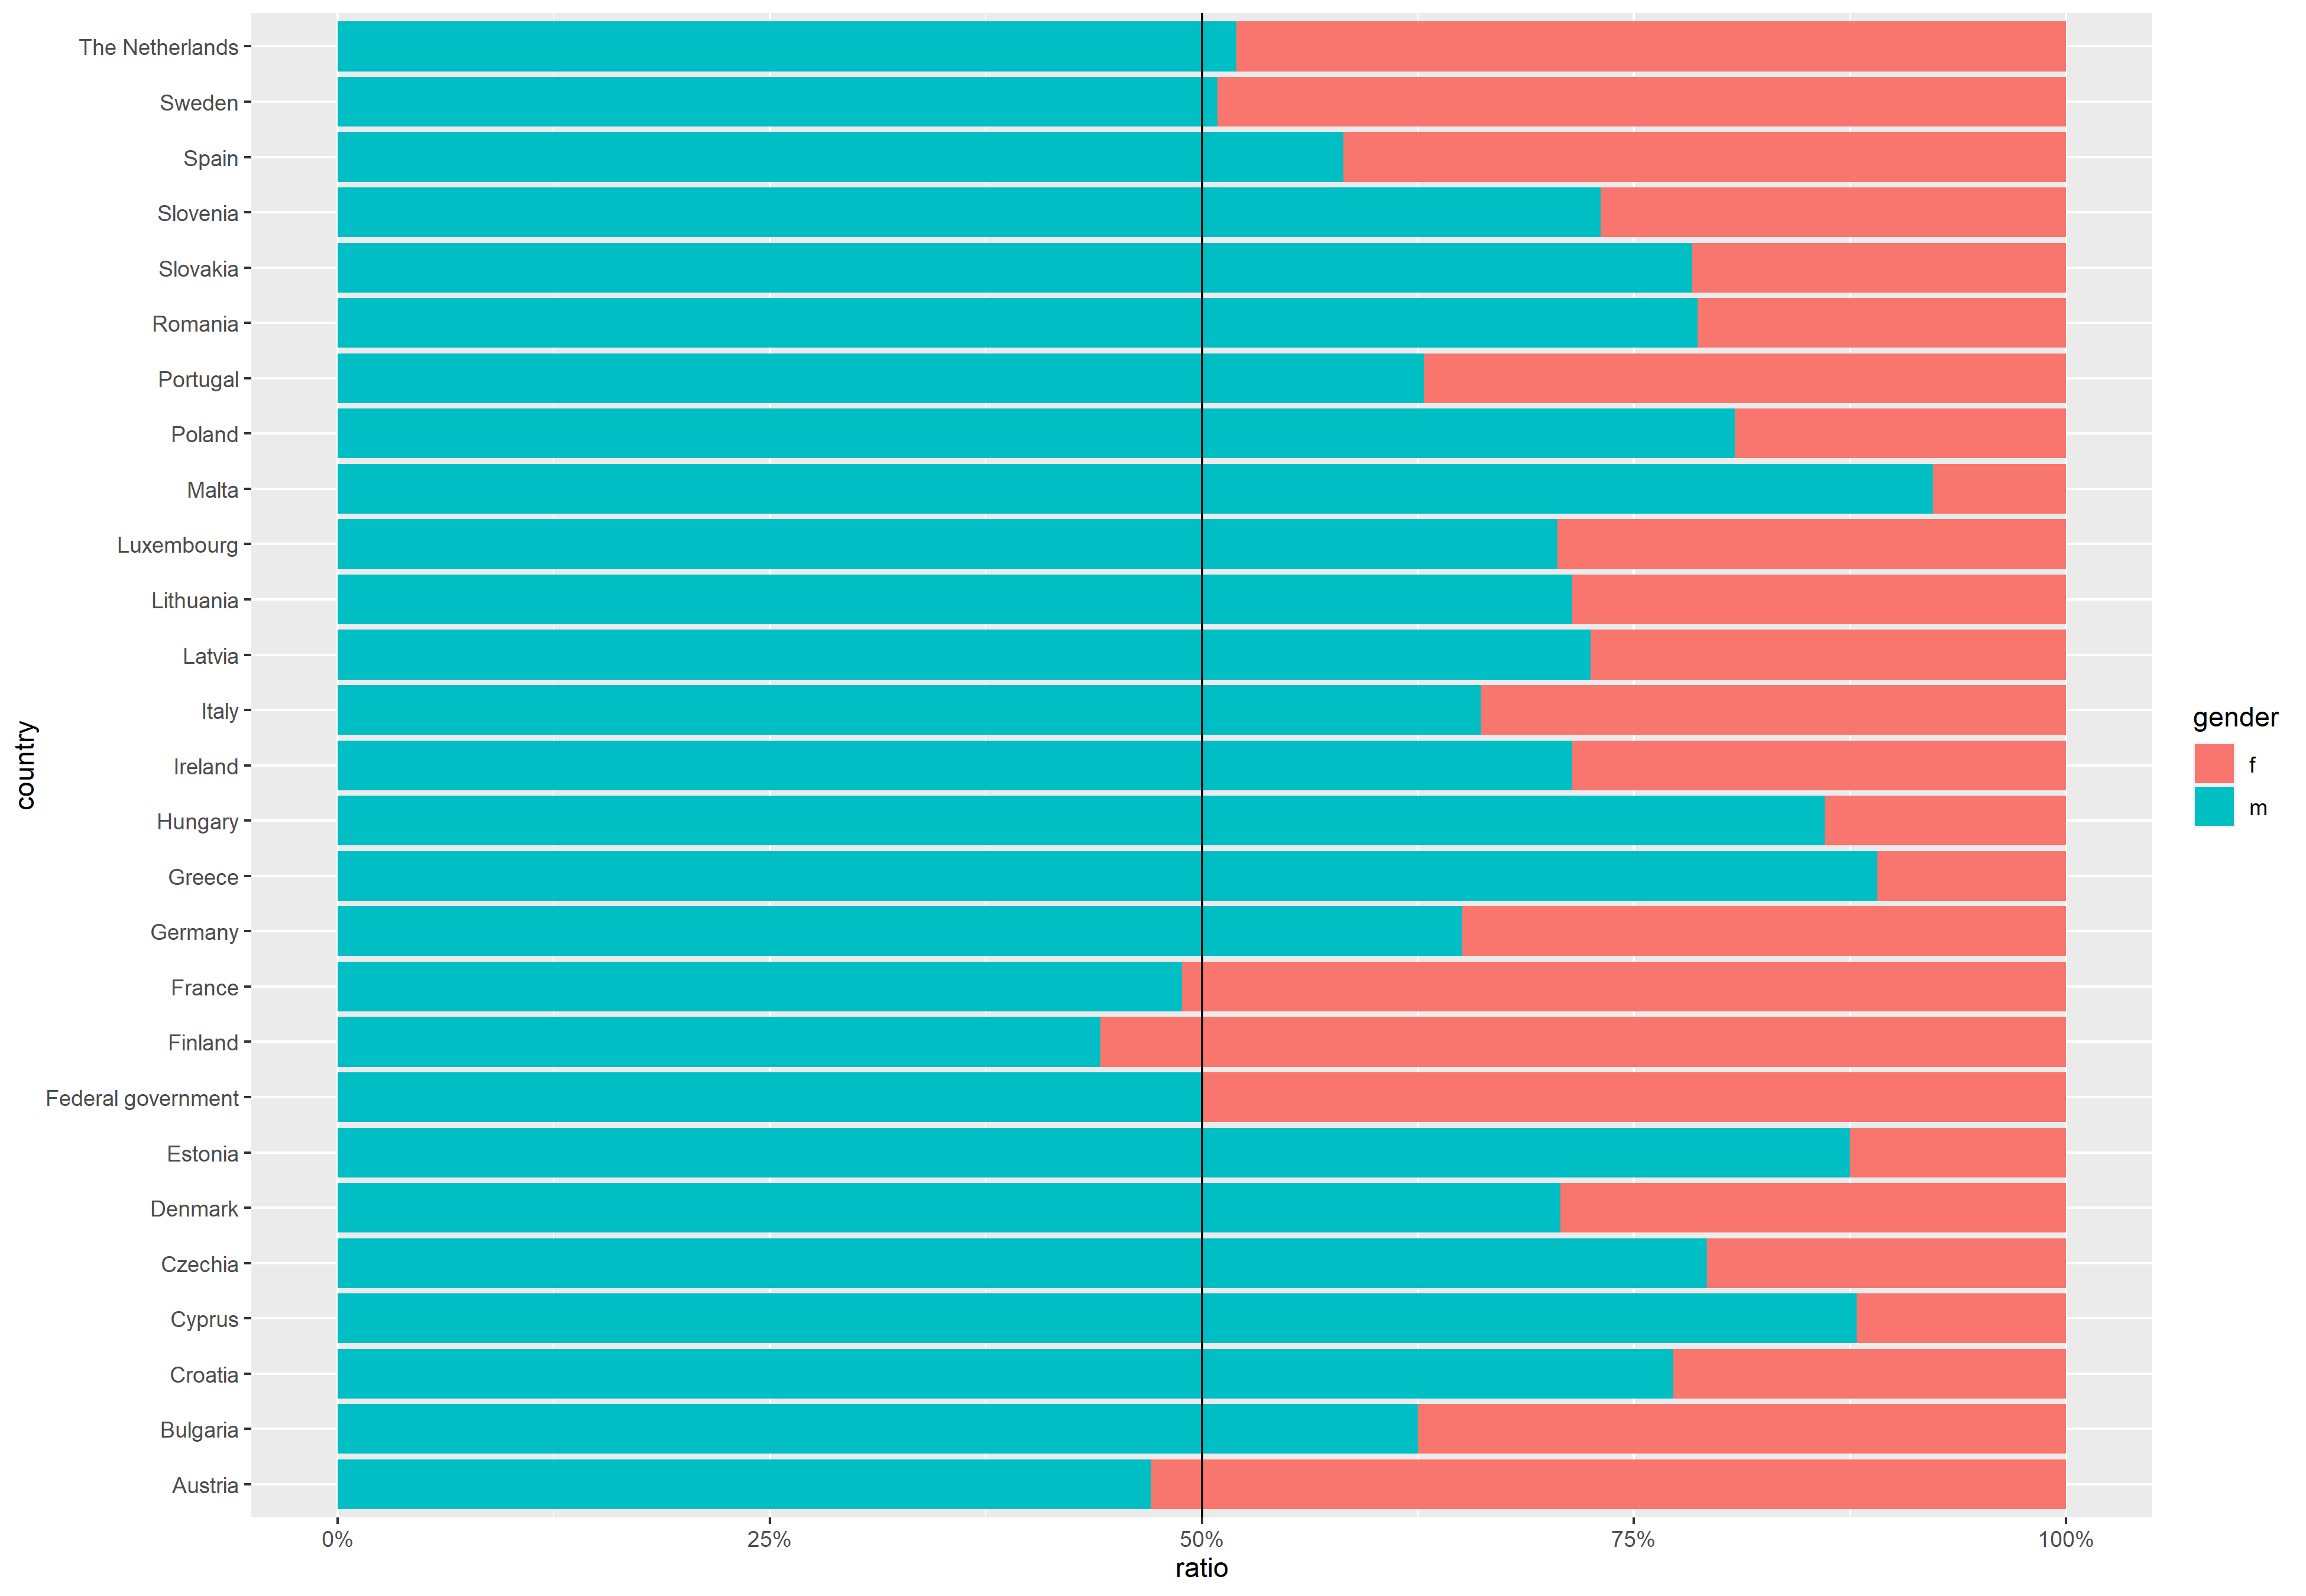 The Netherlands
Sweden
Spain
Slovenia
Slovakia
Romania
Portugal
Poland
Malta
Luxembourg
Lithuania
Latvia
Italy
Ireland
Hungary
Greece
Germany
France
Finland
Federal government
Estonia
Denmark
Czechia
Cyprus
Croatia
Bulgaria
Austria
country
0% 25% 50% 75% 100%
ratio
gender
f
m